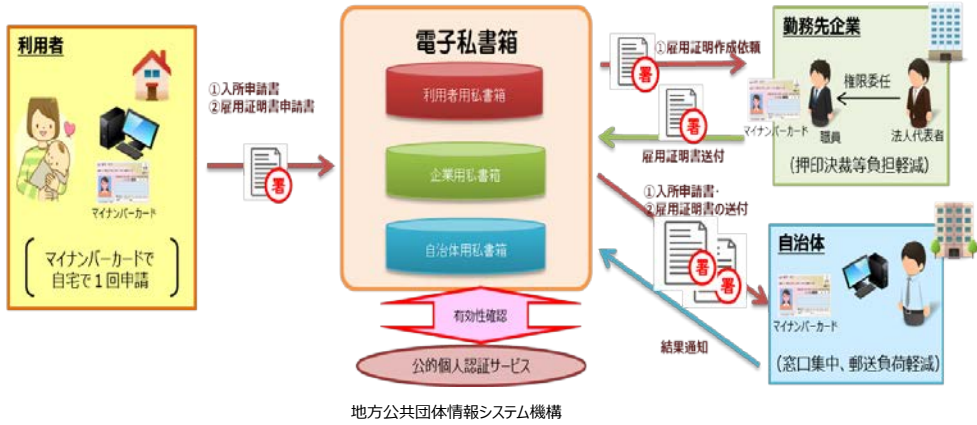 利用者
マイナンバーカード
マイナンバーカードで
自宅で1回申請
①入所申請書
②雇用証明書申請書
署
電子私書箱
利用者用私書箱
企業用私書箱
自治体用私書箱
有効性確認
公的個人認証サービス
地方公共団体情報システム機構
①雇用証明作成依頼
署
署
雇用証明書送付
①入所申請書・
②雇用証明書の送付
署
署
結果通知
勤務先企業
権限委任
マイナンバーカード
職員
法人代表者
(押印決裁等負担軽減)
自治体
マイナンバーカード
(窓口集中、郵送負荷軽減)